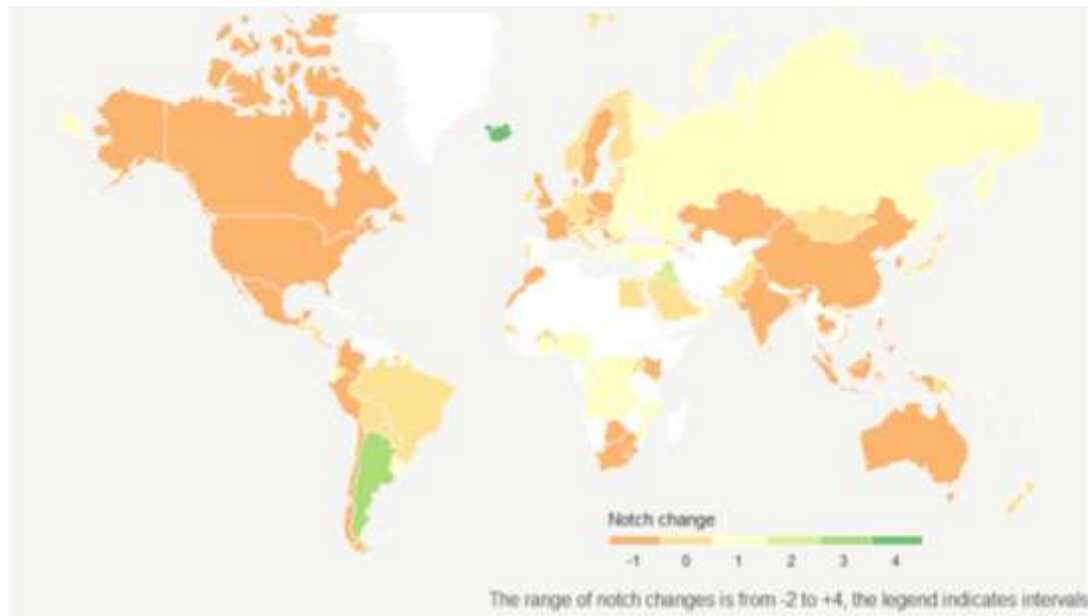 Notch change
-1 0 1 2 3 4
The range of notch changes is from -2 to +4, the legend indicates intervals